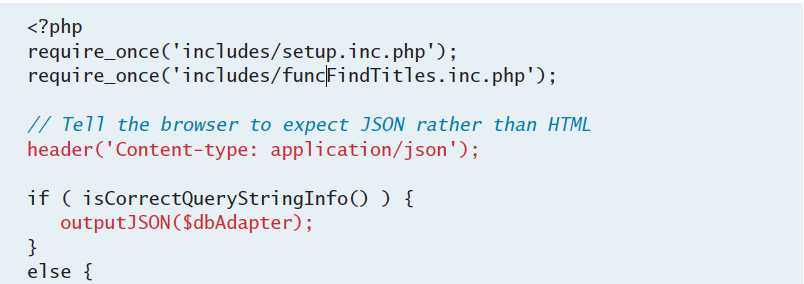 <?php
require_once('includes/setup.inc.php');
require_once('includes/funcFindTitles.inc.php');
// Tell the browser to expect JSON rather than HTML
header('Content-type: application/json');
if ( isCorrectQueryStringInfo() ) {
outputJSON($dbAdapter);
}
else {